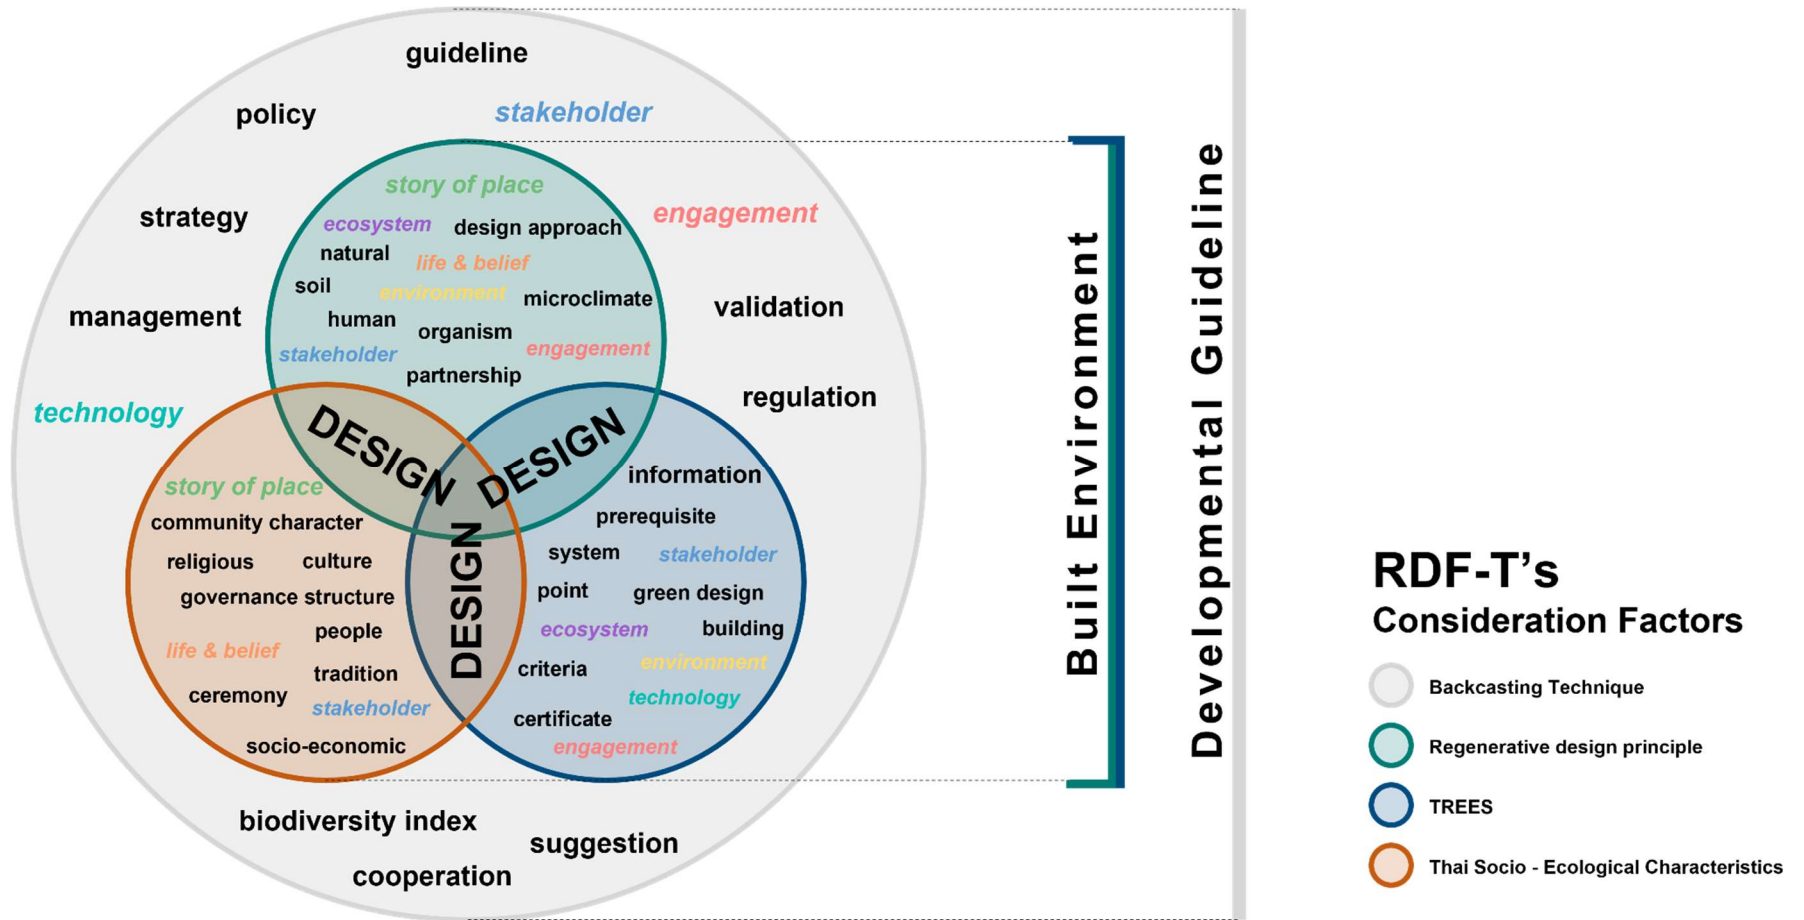 guideline
policy
stakeholder
strategy
engagement
management
validation
technology
regulation
story of place
ecosystem
design approach
natural
life & belief
soil
environment
microclimate
human
organism
stakeholder
engagement
partnership
DESIGN
DESIGN
DESIGN
story of place
community character
religious
culture
governance structure
people
life & belief
tradition
ceremony
stakeholder
socio-economic
information
prerequisite
system
stakeholder
point
green design
ecosystem
building
criteria
environment
technology
certificate
engagement
biodiversity index
suggestion
cooperation
Built Environment
Developmental Guideline
RDF-T’s
Consideration Factors
Backcasting Technique
Regenerative design principle
TREES
Thai Socio - Ecological Characteristics